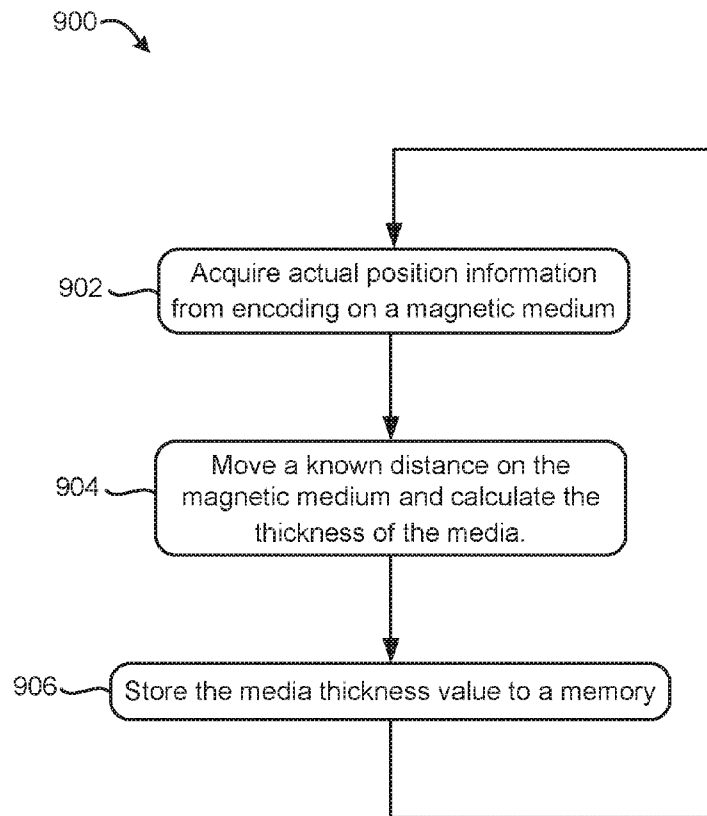 900
902
Acquire actual position information
from encoding on a magnetic medium
904
Move a known distance on the
magnetic medium and calculate the
thickness of the media.
906
Store the media thickness value to a memory